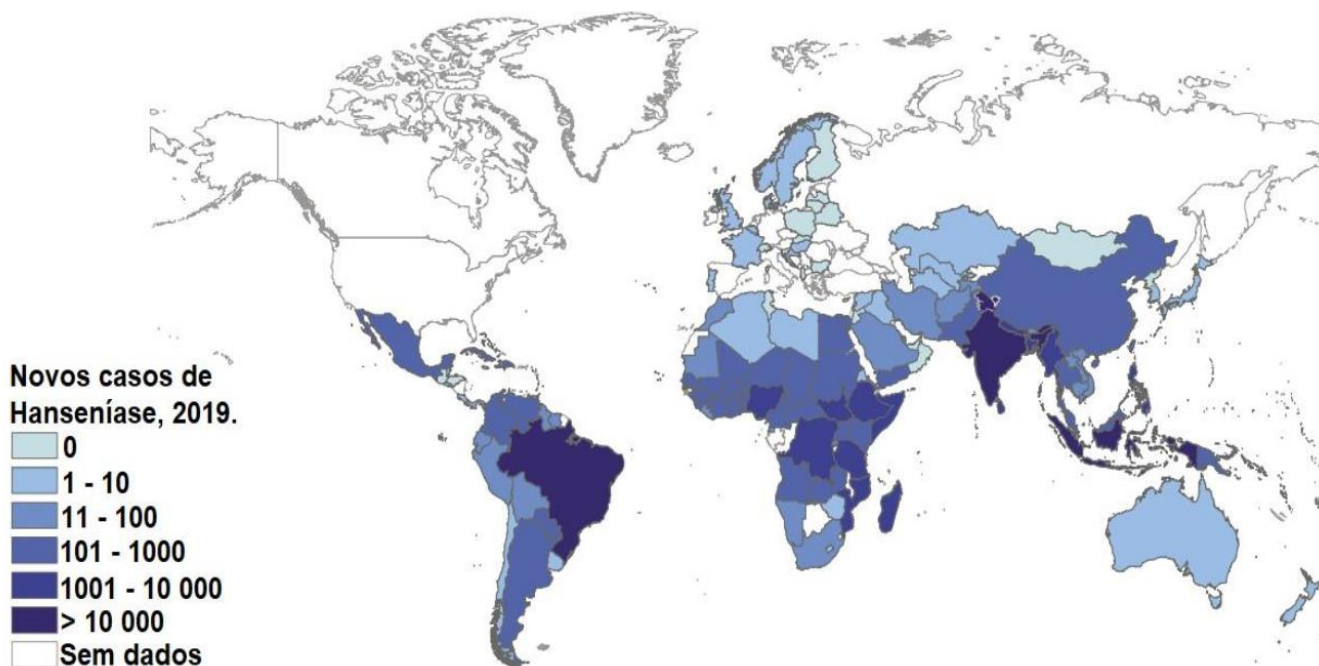 Novos casos de
Hanseníase, 2019.
0
1 - 10
11 - 100
101 - 1000
1001 - 10 000
> 10 000
Sem dados